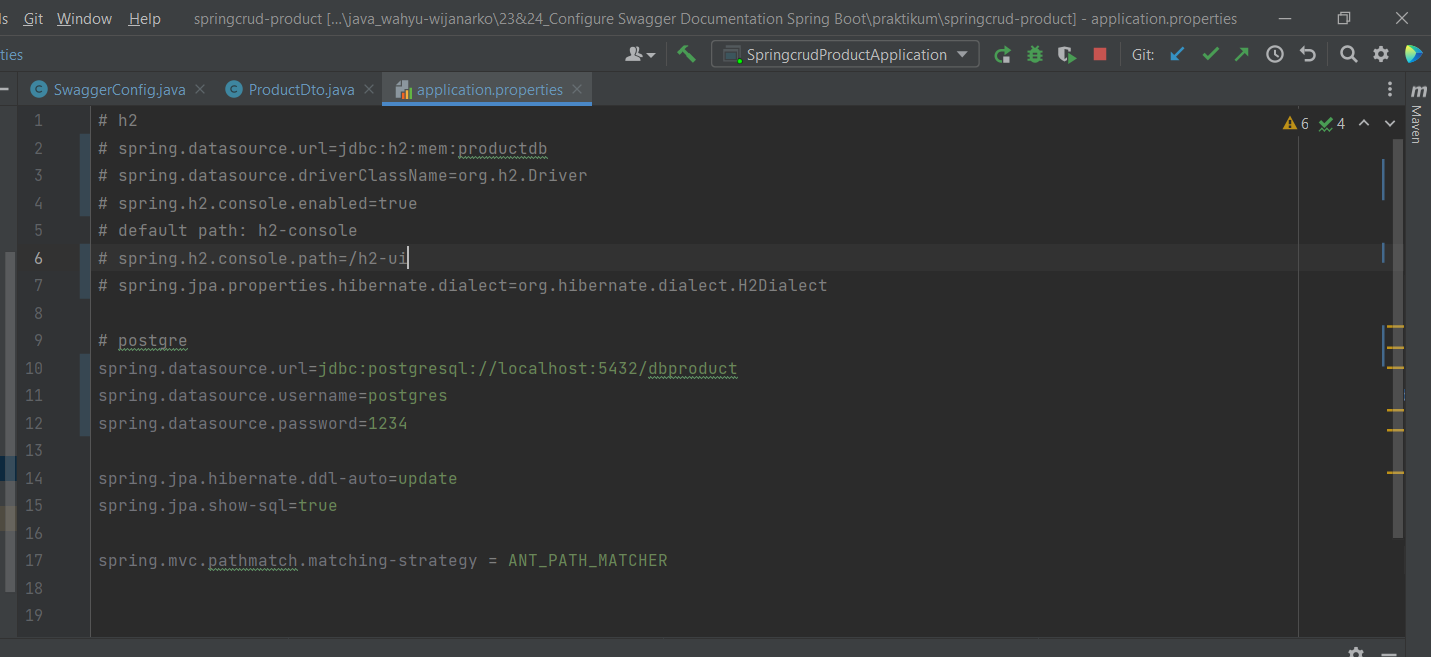 ls Git Window Help springcrud-product [...\java_wahyu-wijanarko\23&24_Configure Swagger Documentation Spring Boot\praktikum\springcrud-product] - application.properties
ties SpringcrudProductApplication Git:
SwaggerConfig.java ProductDto.java application.properties
m Maven
6 4
1 # h2
2 # spring.datasource.url=jdbc:h2:mem:productdb
3 # spring.datasource.driverClassName=org.h2.Driver
4 # spring.h2.console.enabled=true
5 # default path: h2-console
6 # spring.h2.console.path=/h2-ui
7 # spring.jpa.properties.hibernate.dialect=org.hibernate.dialect.H2Dialect
8
9 # postgre
10 spring.datasource.url=jdbc:postgresql://localhost:5432/dbproduct
11 spring.datasource.username=postgres
12 spring.datasource.password=1234
13
14 spring.jpa.hibernate.ddl-auto=update
15 spring.jpa.show-sql=true
16
17 spring.mvc.pathmatch.matching-strategy = ANT_PATH_MATCHER
18
19